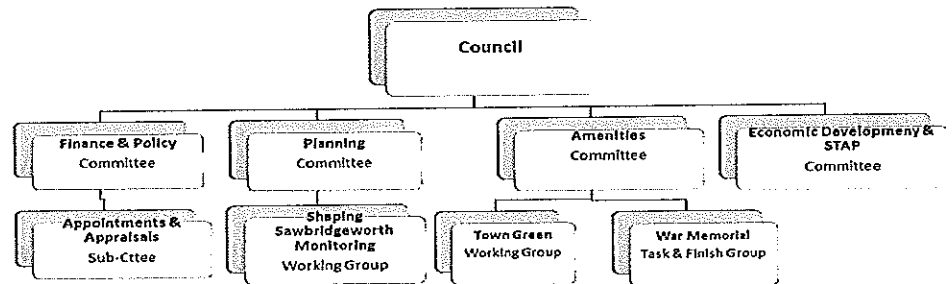 Council
Finance & Policy
Committee
Planning
Committee
Amenities
Committee
Economic Developmeny &
STAP
Committee
Appointments &
Appraisals
Sub-Cttee
Shaping
Sawbridgeworth
Monitoring
Working Group
Town Green
Working Group
War Memorial
Task & Finish Group